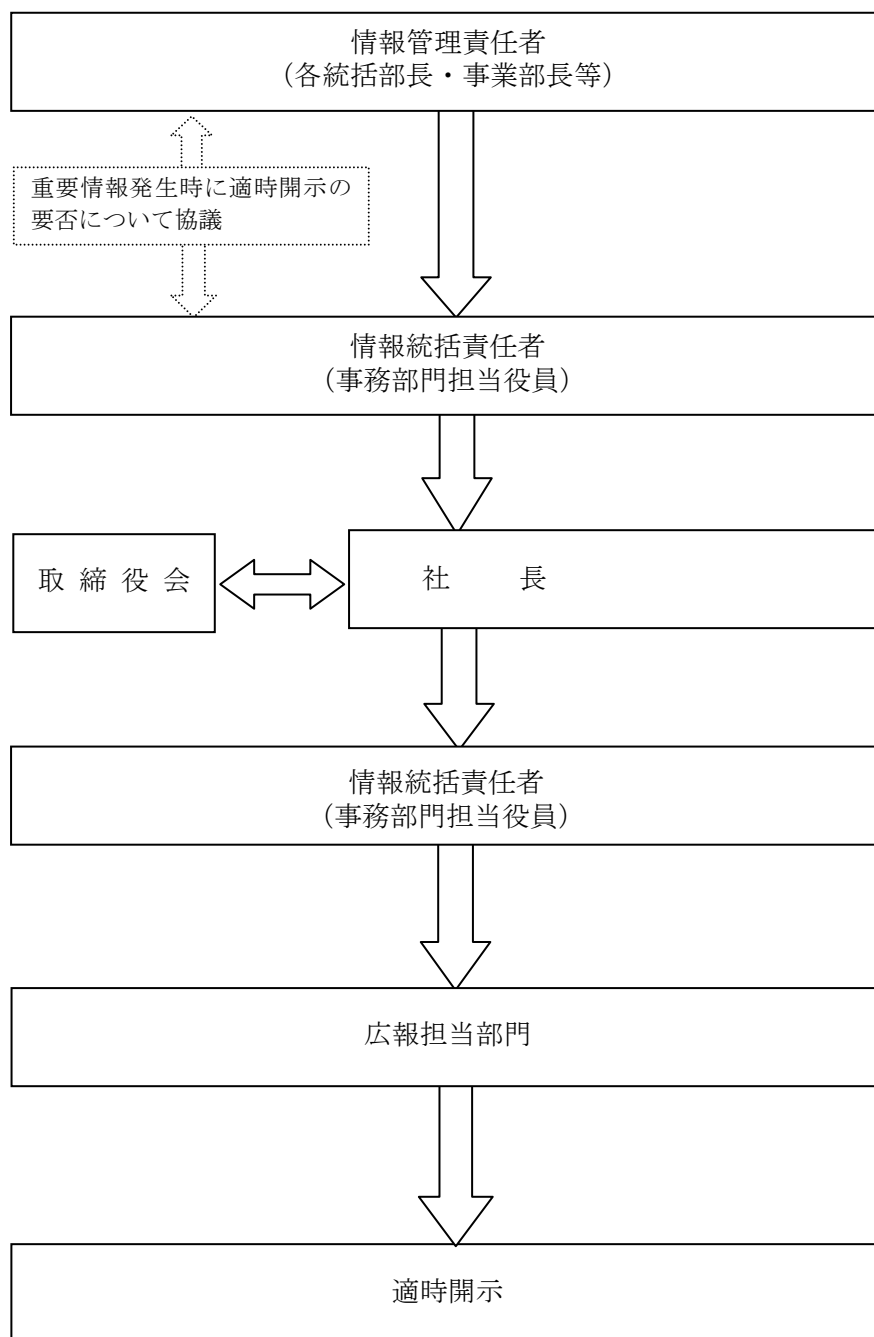 情報管理責任者
(各統括部長・事業部長等)
重要情報発生時に適時開示の
要否について協議
情報統括責任者
(事務部門担当役員)
取 締 役 会
社 長
情報統括責任者
(事務部門担当役員)
広報担当部門
適時開示